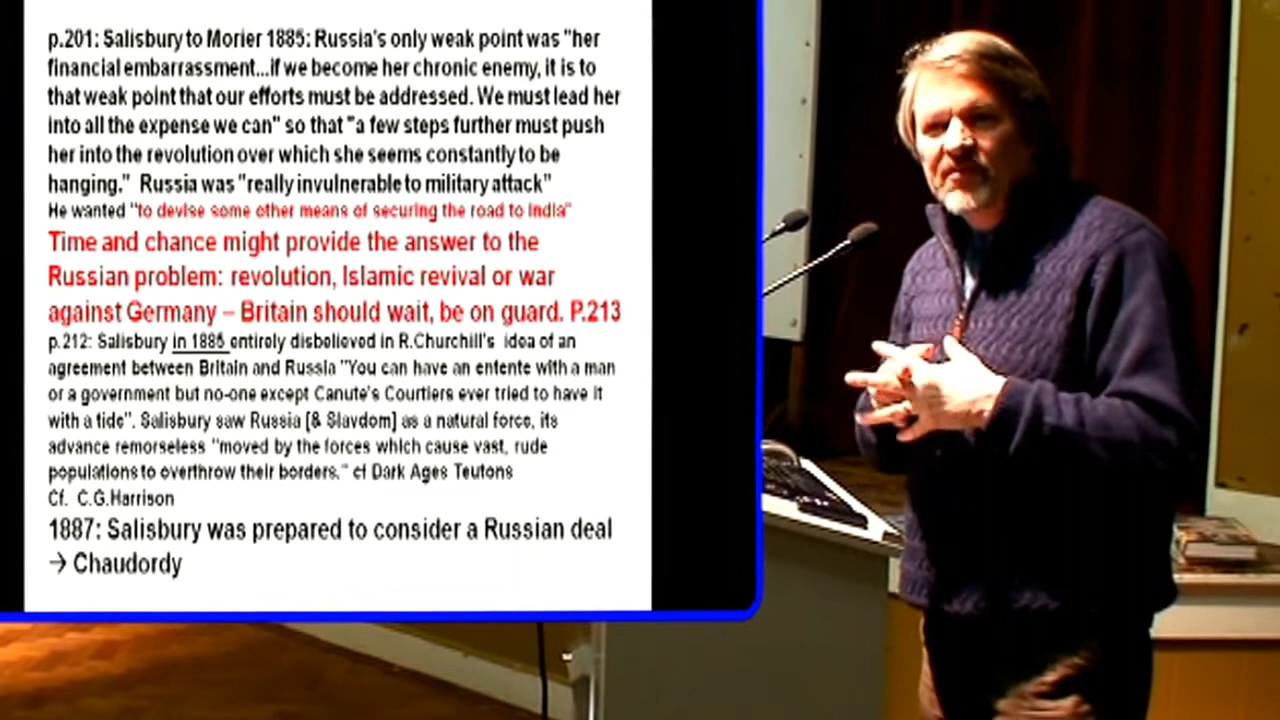 p.201: Salisbury to Morier 1885: Russia's only weak point was "her
financial embarrassment...if we become her chronic enemy, it is to
that weak point that our efforts must be addressed. We must lead her
into all the expense we can" so that "a few steps further must push
her into the revolution over which she seems constantly to be
hanging." Russia was "really invulnerable to military attack"
He wanted "to devise some other means of securing the road to India"
Time and chance might provide the answer to the
Russian problem: revolution, Islamic revival or war
against Germany – Britain should wait, be on guard. P.213
p.212: Salisbury in 1885 entirely disbelieved in R.Churchill's idea of an
agreement between Britain and Russia "You can have an entente with a man
or a government but no-one except Canute's Courtiers ever tried to have it
with a tide". Salisbury saw Russia [& Slavdom] as a natural force, its
advance remorseless "moved by the forces which cause vast, rude
populations to overthrow their borders." cf Dark Ages Teutons
Cf. C.G.Harrison
1887: Salisbury was prepared to consider a Russian deal
→ Chaudordy